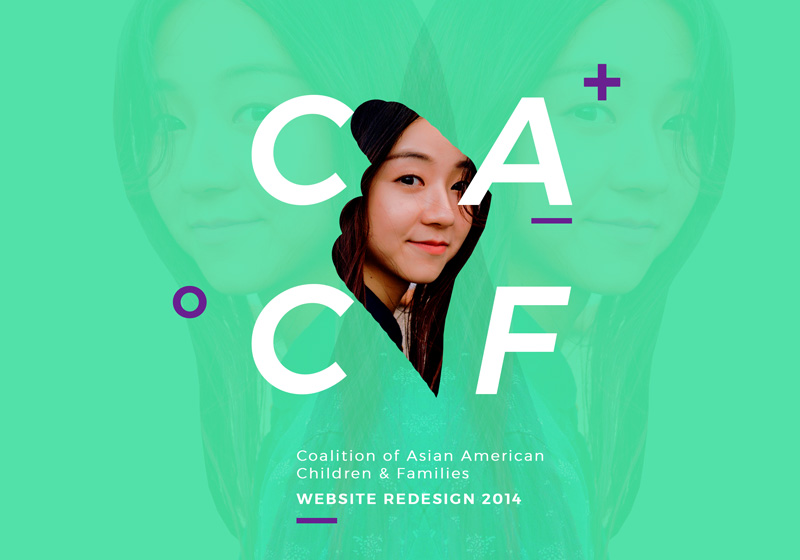 CA
CF
Coalition of Asian American
Children & Families
WEBSITE REDESIGN 2014